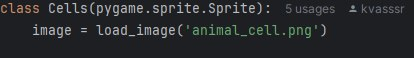 class Cells(pygame.sprite.Sprite): 5 usages kvasssr
    image = load_image('animal_cell.png')